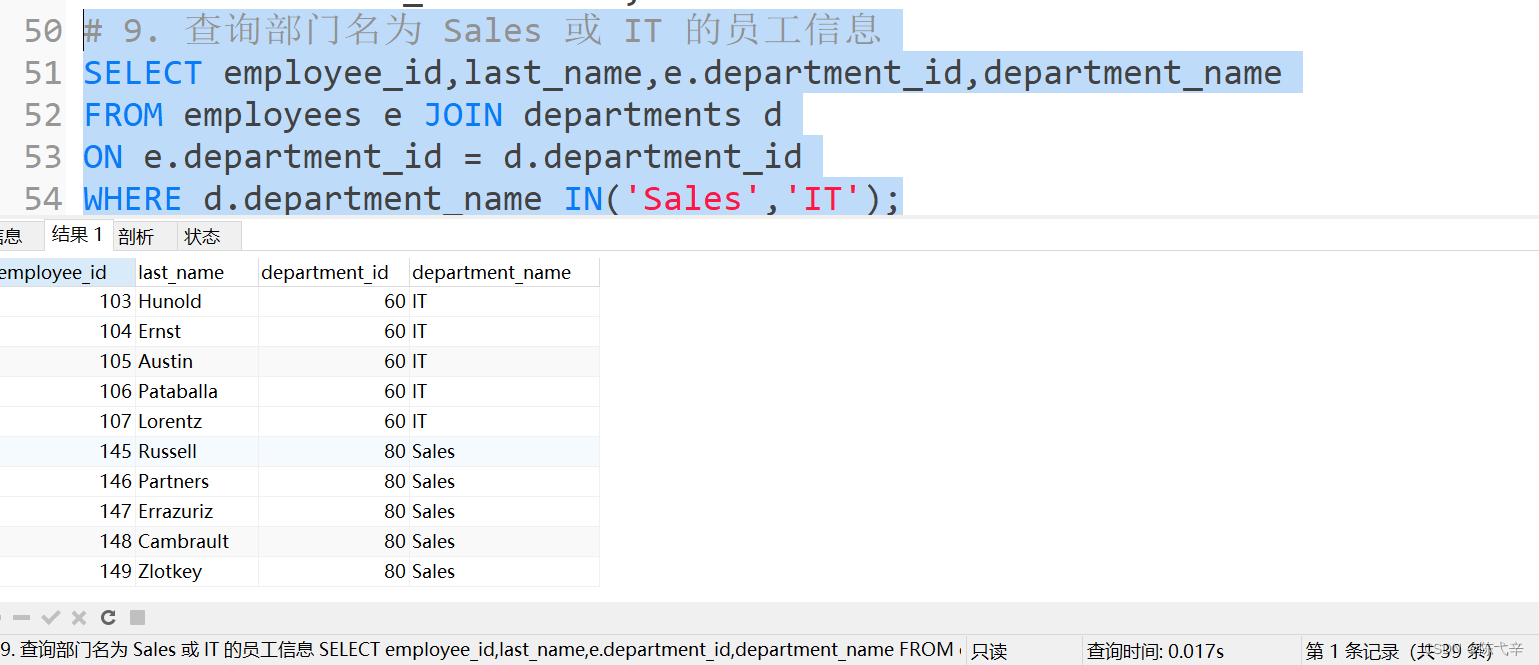 50 # 9. 查询部门名为 Sales 或 IT 的员工信息
51 SELECT employee_id,last_name,e.department_id,department_name
52 FROM employees e JOIN departments d
53 ON e.department_id = d.department_id
54 WHERE d.department_name IN('Sales','IT');
信息 结果 1 剖析 状态
employee_id last_name department_id department_name
103 Hunold 60 IT
104 Ernst 60 IT
105 Austin 60 IT
106 Pataballa 60 IT
107 Lorentz 60 IT
145 Russell 80 Sales
146 Partners 80 Sales
147 Errazuriz 80 Sales
148 Cambrault 80 Sales
149 Zlotkey 80 Sales
9. 查询部门名为 Sales 或 IT 的员工信息 SELECT employee_id,last_name,e.department_id,department_name FROM 只读 查询时间: 0.017s 第 1 条记录 (共 39 条)